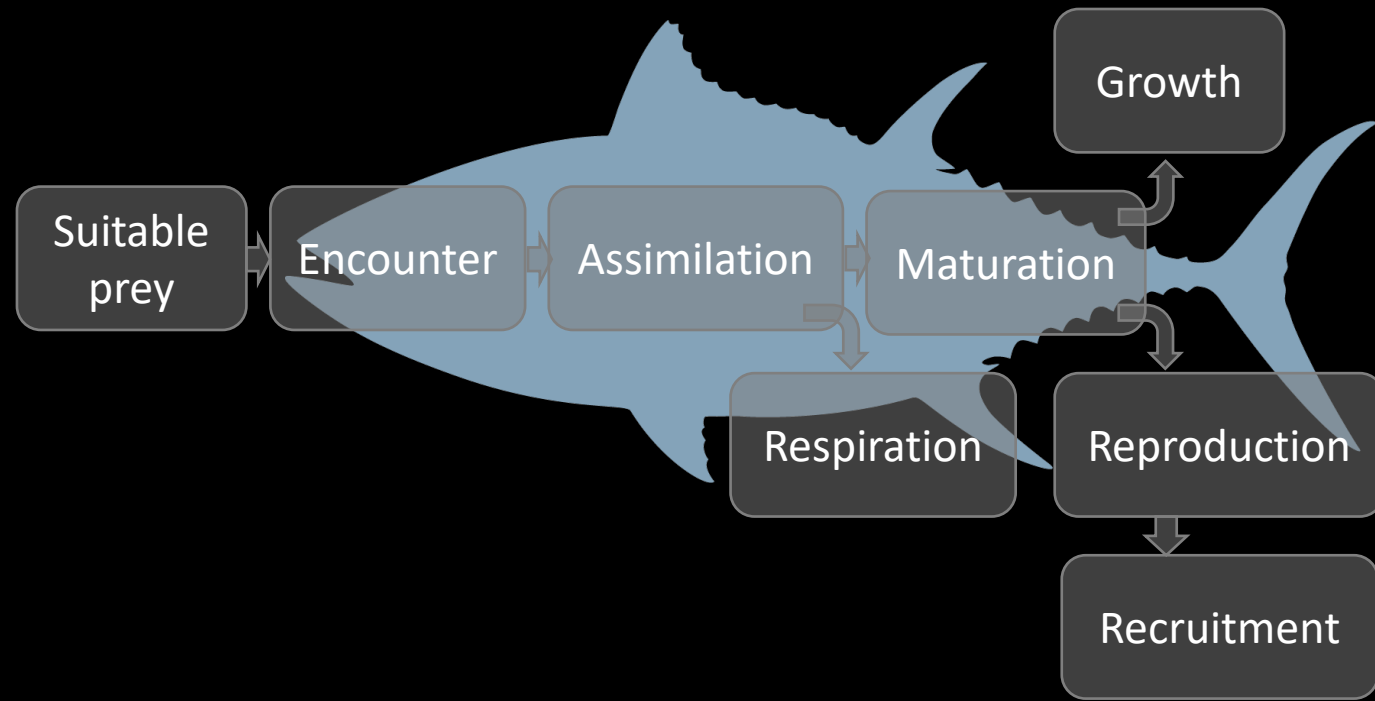 Suitable
prey
Encounter
Assimilation
Maturation
Growth
Respiration
Reproduction
Recruitment